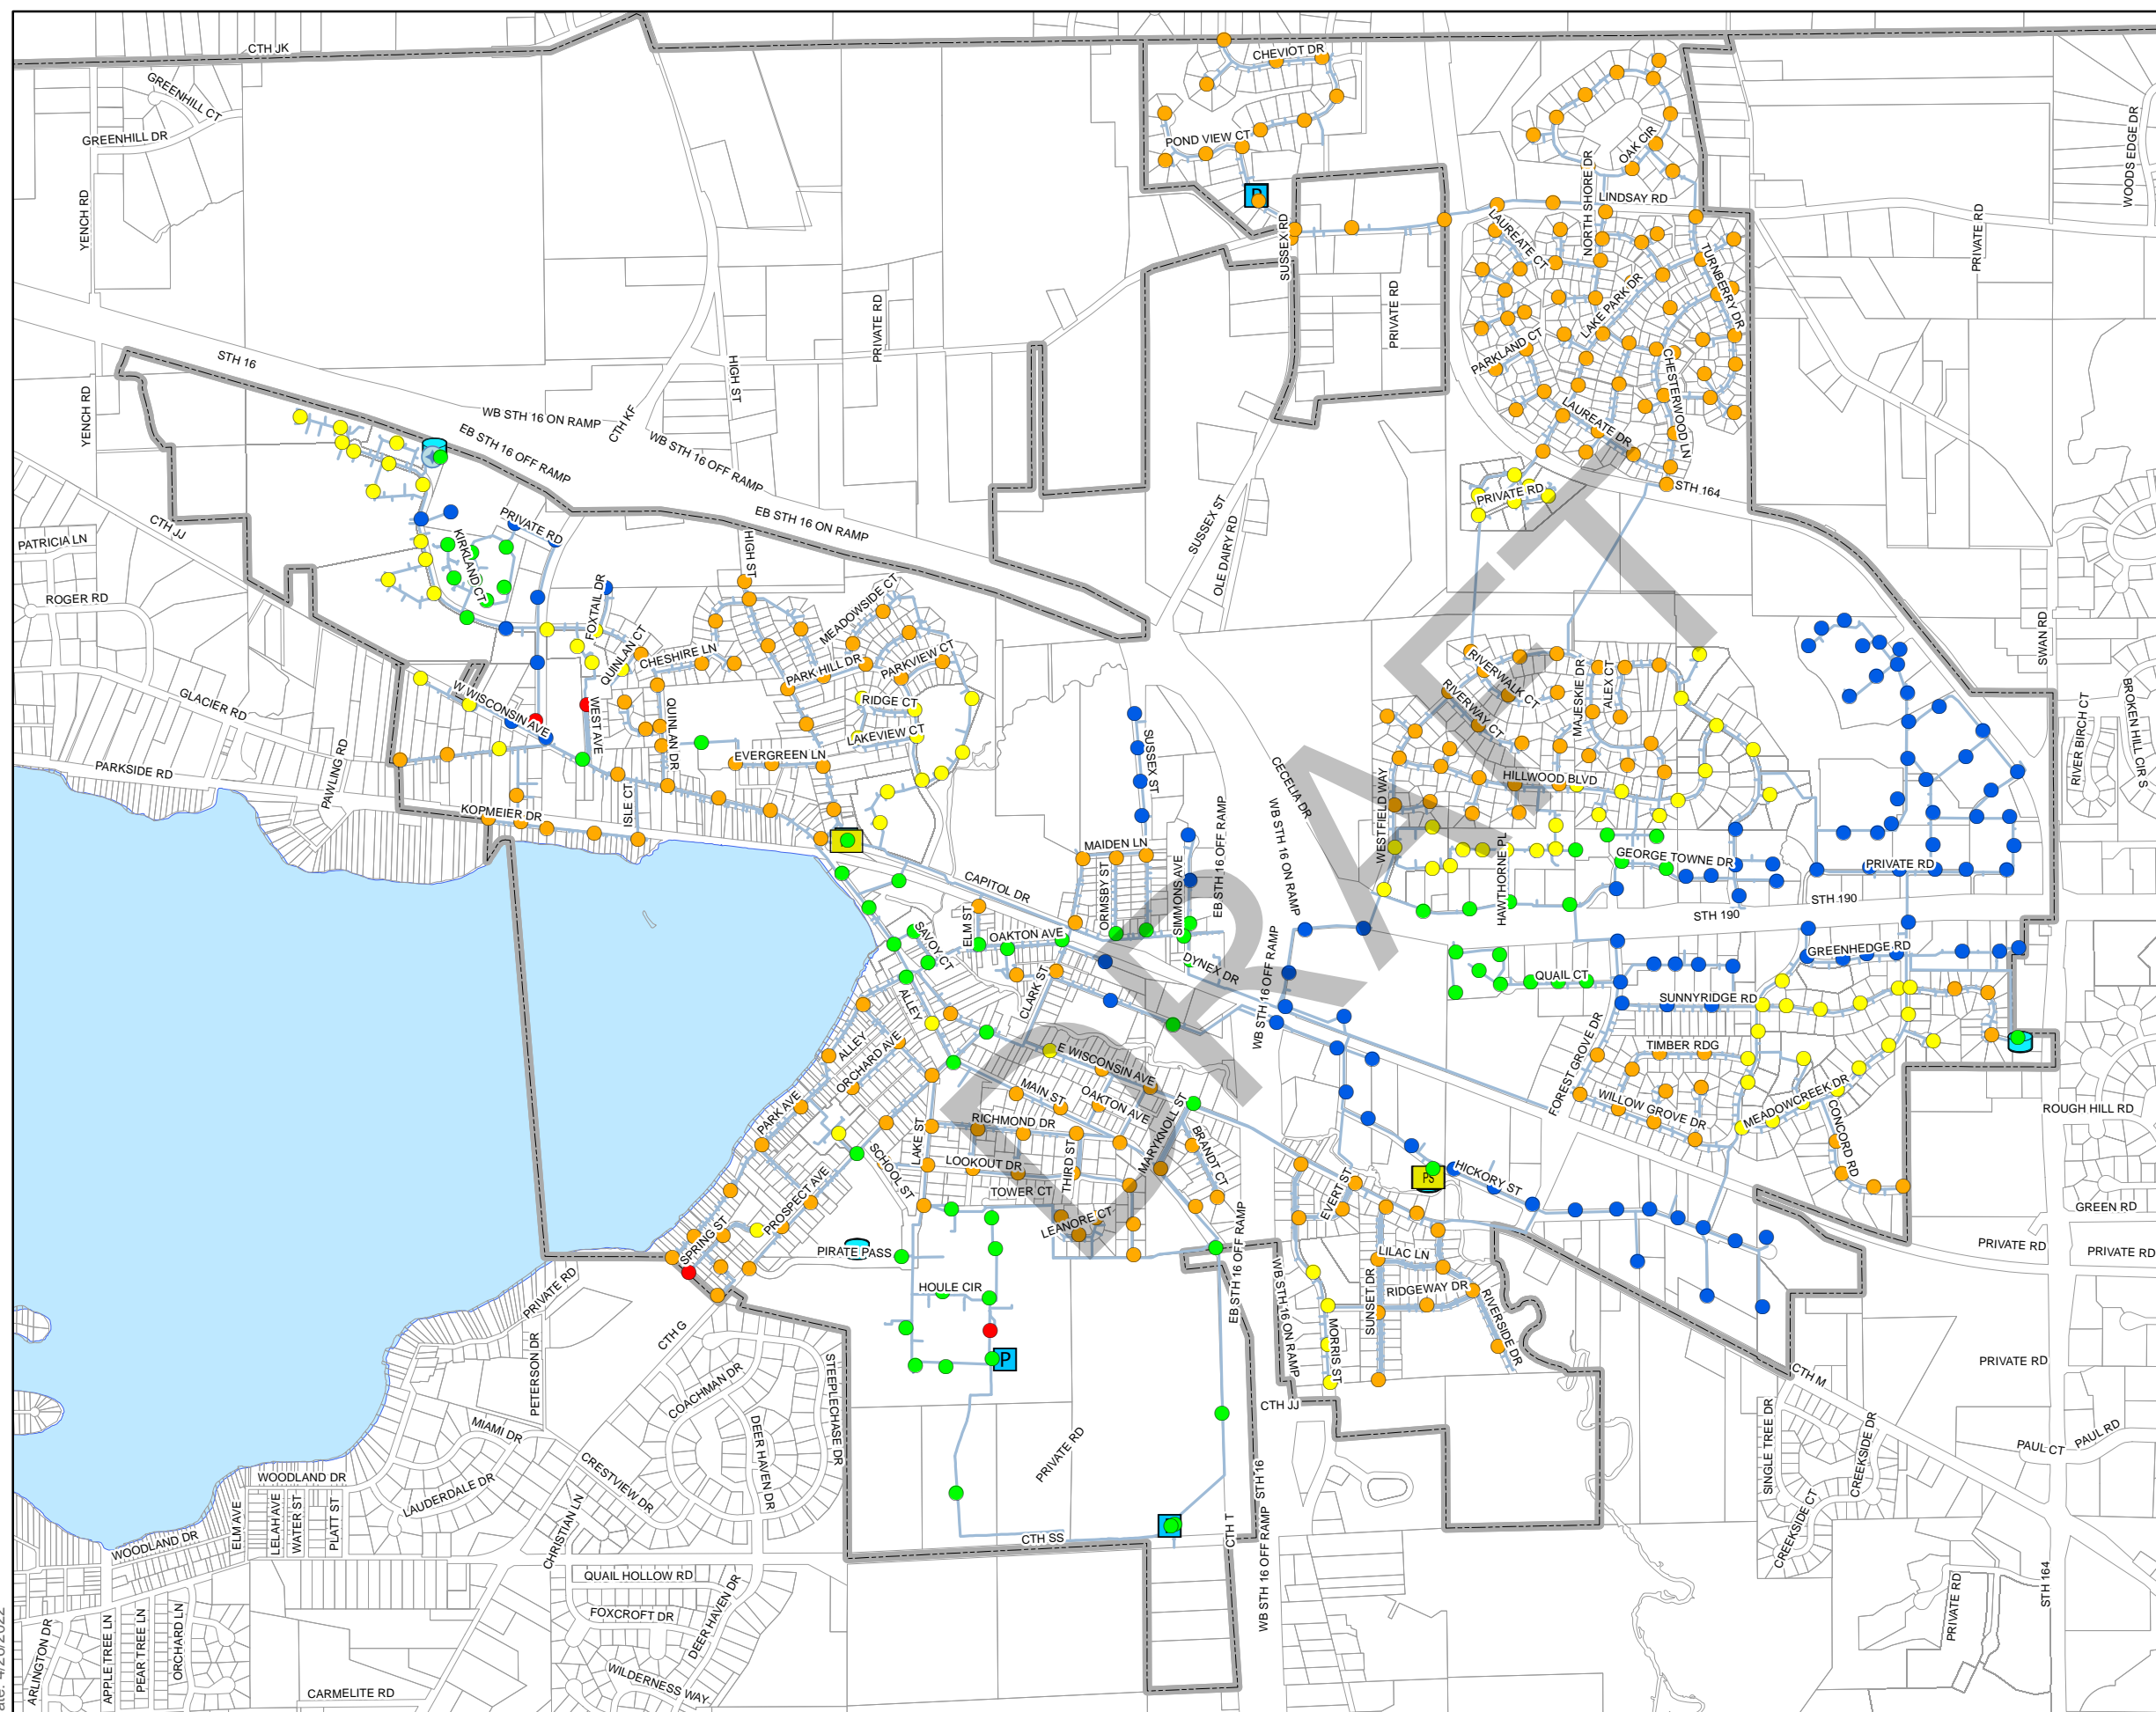 CTH JK
CHEVIOT DR
GREENHILL CT
GREENHILL DR
POND VIEW CT
OAK CIR
WOODS EDGE DR
YENCH RD
NORTH SHORE DR
LINDSAY RD
SUSSEX RD
LAUREATE CT
PRIVATE RD
TURNBERRY DR
LAKE PARK DR
PRIVATE RD
PRIVATE RD
STH 16
HIGH ST
PARKLAND CT
CHESTERWOOD LN
YENCH RD
WB STH 16 ON RAMP
CTH KF
LAUREATE DR
EB STH 16 OFF RAMP
WB STH 16 OFF RAMP
PRIVATE RD
STH 164
CTH JJ
PRIVATE RD
EB STH 16 ON RAMP
SUSSEX ST
OLE DAIRY RD
PATRICIA LN
KIRKLAND CT
HIGH ST
ROGER RD
FOXTAIL DR
MEADOWSIDE CT
QUINLAN CT
CHESHIRE LN
PARK HILL DR
PARKVIEW CT
RIVERWALK CT
MAJESKIE DR
ALEX CT
SWAN RD
GLACIER RD
W WISCONSIN AVE
WEST AVE
QUINLAN DR
RIDGE CT
LAKEVIEW CT
RIVERWAY CT
RIVER BIRCH CT
BROKEN HILL CIR S
PARKSIDE RD
PAWLING RD
EVERGREEN LN
SUSSEX ST
CECELIA DR
HILLWOOD BLVD
KOPMEIER DR
ISLE CT
WESTFIELD WAY
MAIDEN LN
ORMSBY ST
SIMMONS AVE
EB STH 16 OFF RAMP
WB STH 16 ON RAMP
HAWTHORNE PL
GEORGE TOWNE DR
PRIVATE RD
CAPITOL DR
STH 190
STH 190
ELM ST
SAVOY CT
OAKTON AVE
DYNEX DR
WB STH 16 OFF RAMP
GREENHEDGE RD
QUAIL CT
ALLEY
CLARK ST
SUNNYRIDGE RD
ALLEY
ORCHARD AVE
E WISCONSIN AVE
FOREST GROVE DR
TIMBER RDG
MAIN ST
OAKTON AVE
PARK AVE
RICHMOND DR
MARYKNOLL ST
BRANDT CT
WILLOW GROVE DR
MEADOWCREEK DR
CONCORD RD
ROUGH HILL RD
SCHOOL ST
LAKE ST
LOOKOUT DR
THIRD ST
TOWER CT
PS
HICKORY ST
EVERT ST
PROSPECT AVE
GREEN RD
SPRING ST
LEANORE CT
EB STH 16 OFF RAMP
PIRATE PASS
LILAC LN
PRIVATE RD
PRIVATE RD
PRIVATE RD
HOULE CIR
WB STH 16 ON RAMP
SUNSET DR
RIDGEWAY DR
RIVERSIDE DR
CTH G
MORRIS ST
P
PETERSON DR
STEEPLECHASE DR
COACHMAN DR
PRIVATE RD
CTH M
MIAMI DR
DEER HAVEN DR
CTH JJ
SINGLE TREE DR
CREEKSIDE DR
PAUL CT
PAUL RD
PRIVATE RD
WOODLAND DR
LAUDERDALE DR
CRESTVIEW DR
STH 16
ELM AVE
LELAH AVE
WATER ST
PLATT ST
WOODLAND DR
CHRISTIAN LN
CTH SS
CTH T
WB STH 16 OFF RAMP
CREEKSIDE CT
QUAIL HOLLOW RD
FOXCROFT DR
DEER HAVEN DR
PRIVATE RD
STH 164
ARLINGTON DR
APPLE TREE LN
PEAR TREE LN
ORCHARD LN
WILDERNESS WAY
CARMELITE RD
DRAFT